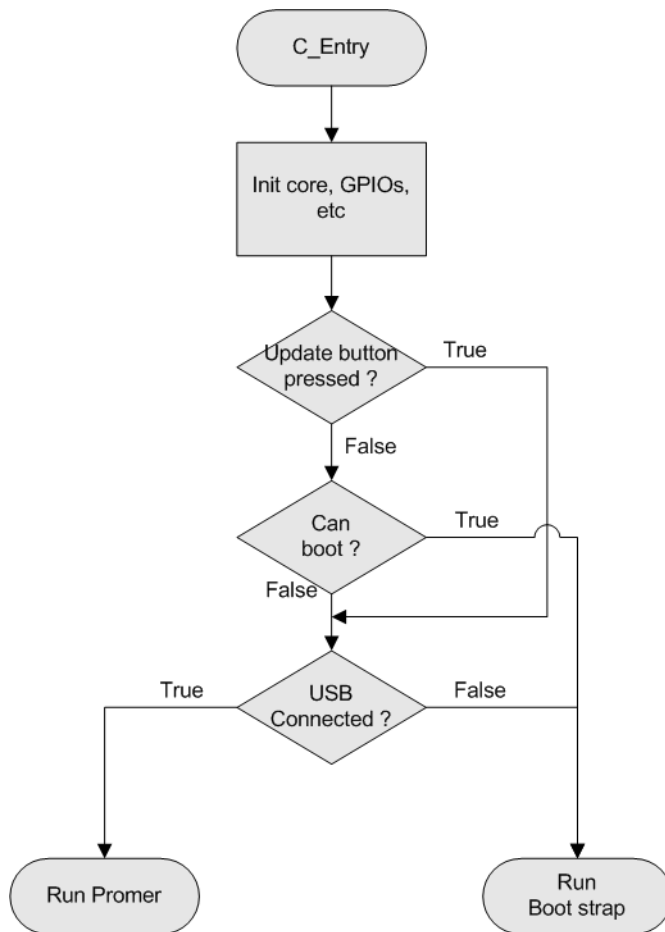 C_Entry
Init core, GPIOs,
etc
Update button
pressed ?
True
False
Can
boot ?
True
False
USB
Connected ?
True
False
Run Promer
Run
Boot strap